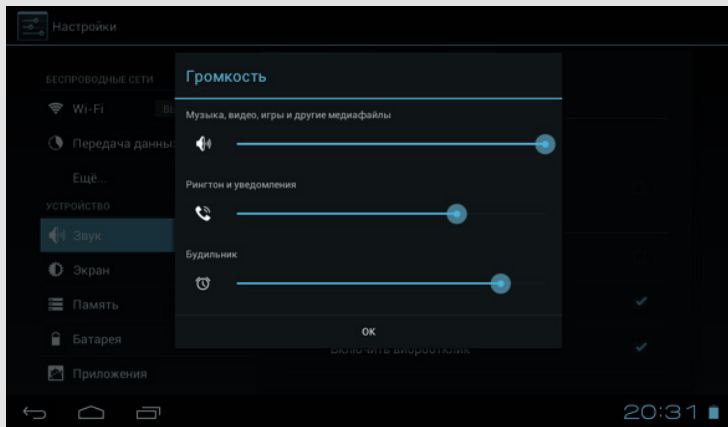 Настройки
БЕСПРОВОДНЫЕ СЕТИ
Wi-Fi
Передача данны
Ещё...
УСТРОЙСТВО
Звук
Экран
Память
Батарея
Приложения
Громкость
Музыка, видео, игры и другие медиафайлы
Рингтон и уведомления
Будильник
ОК
Включить виброотклик
20:31